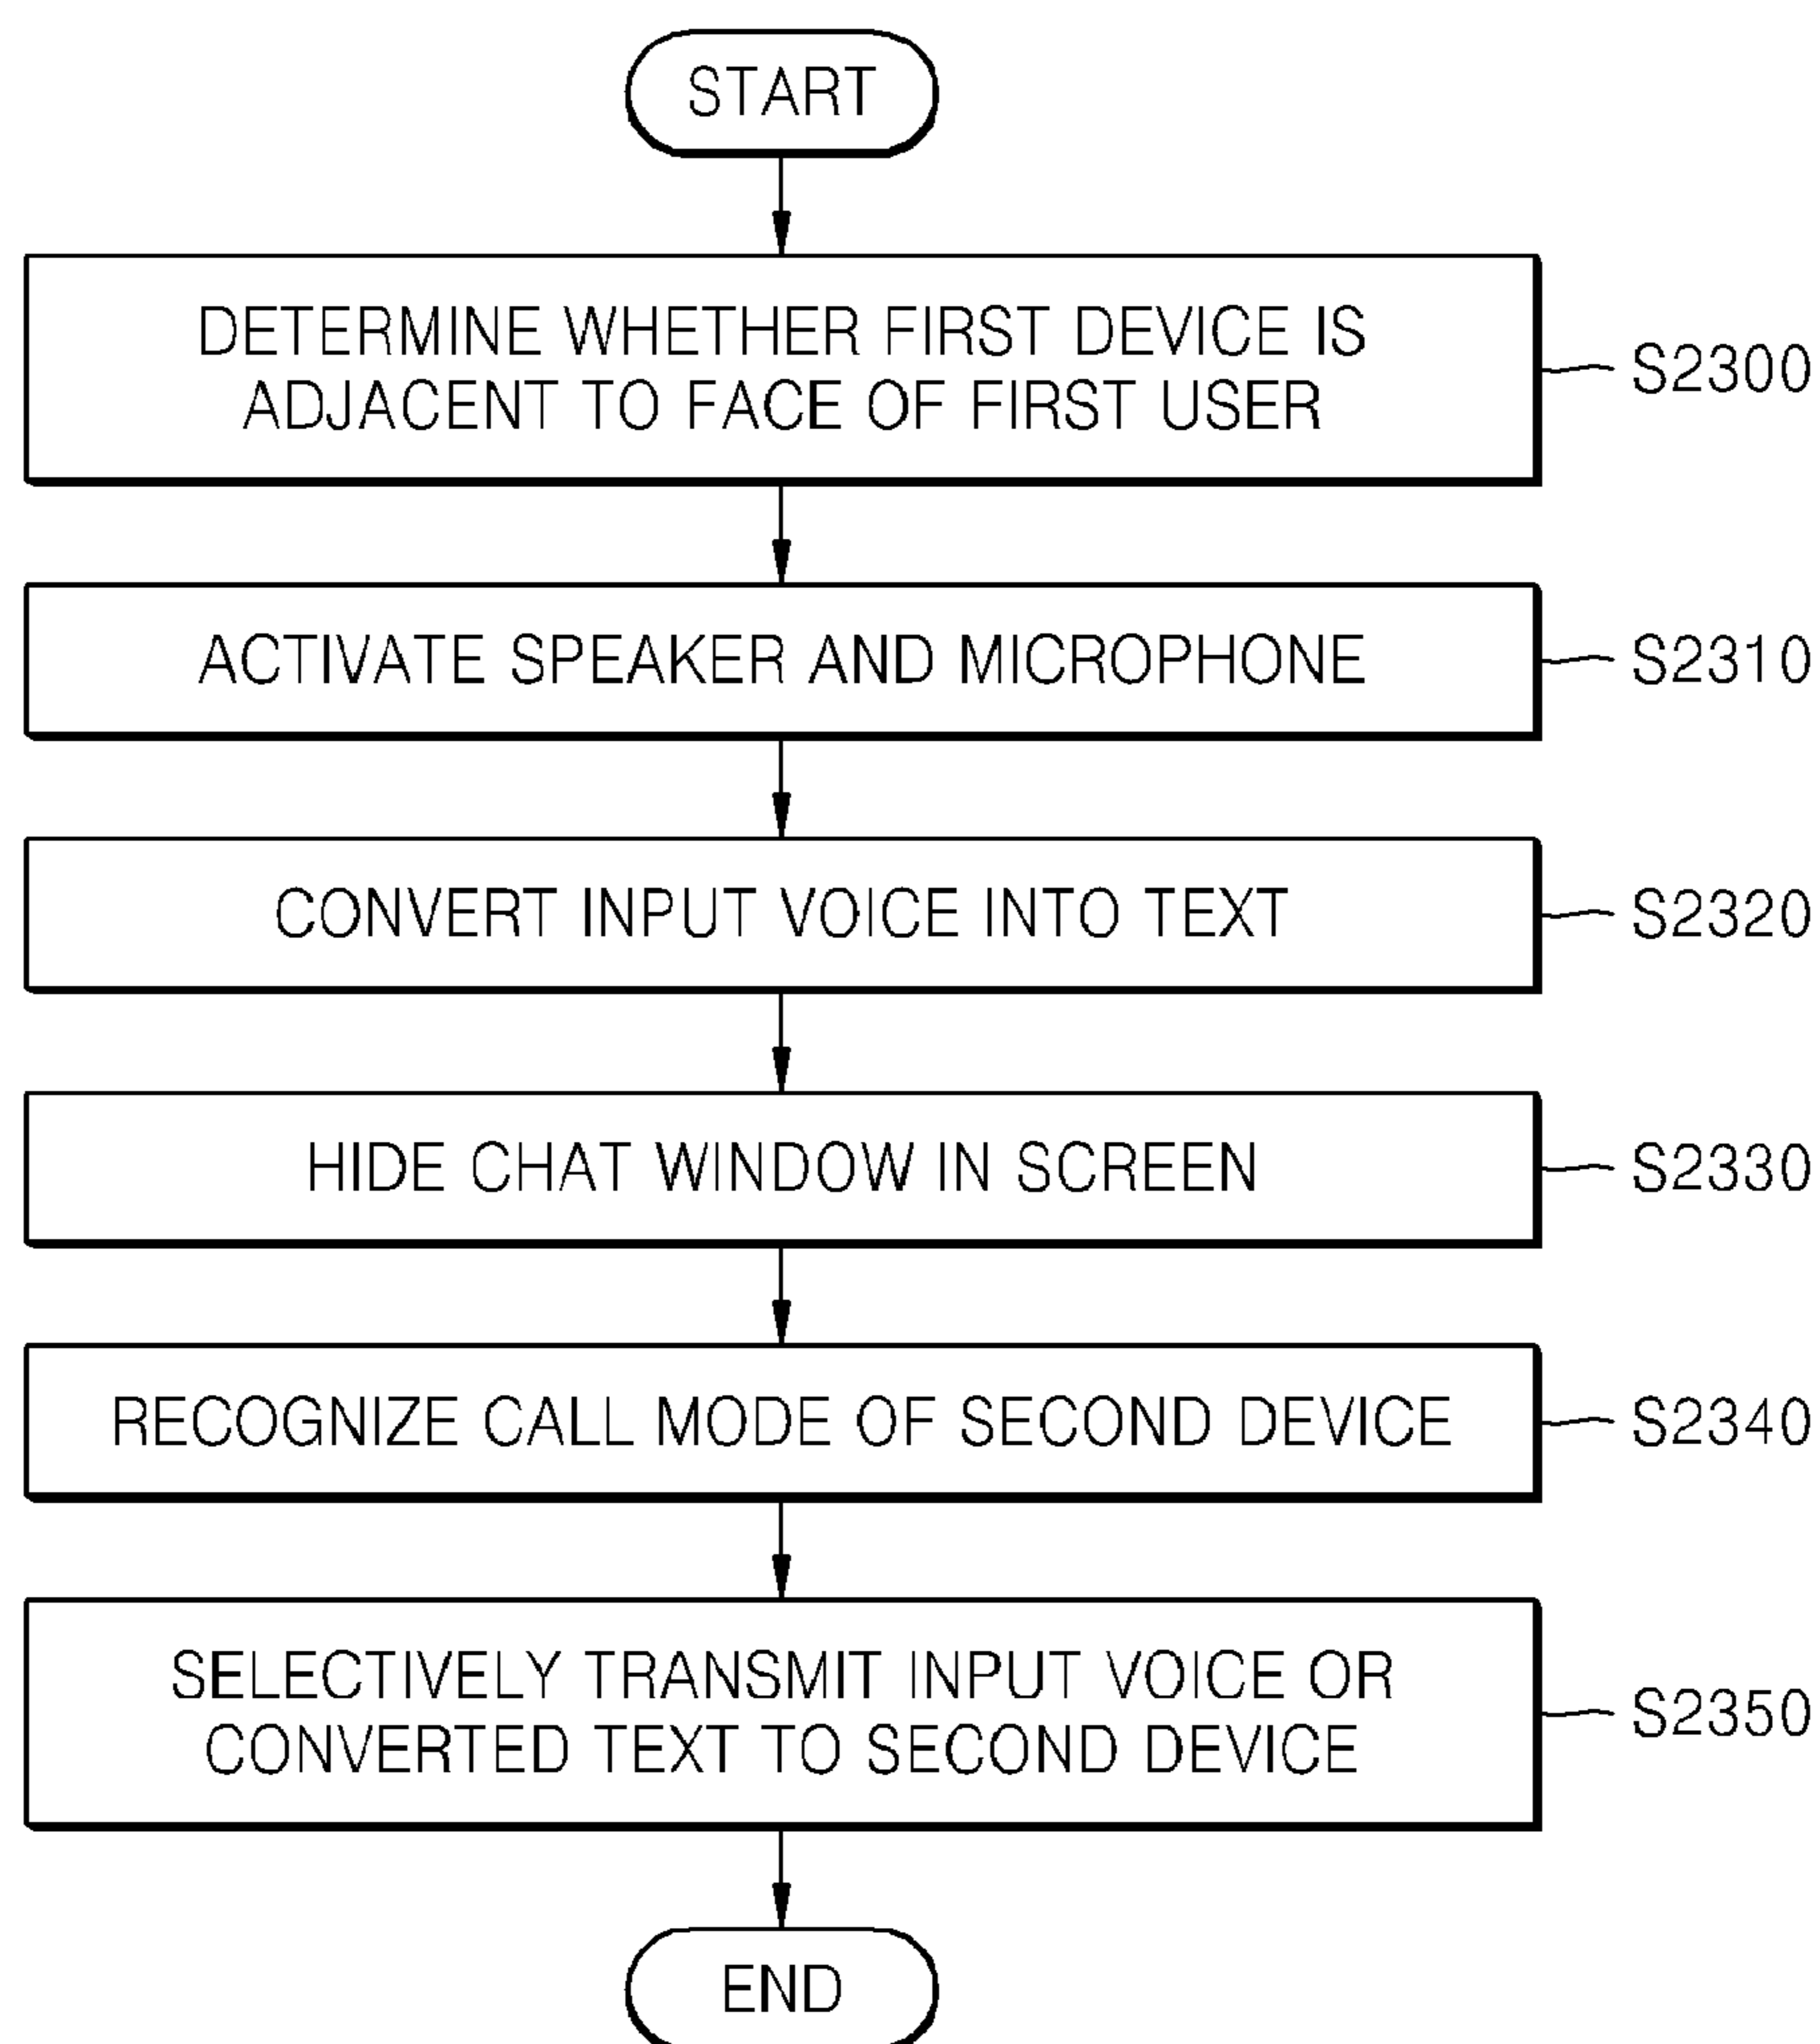 START
DETERMINE WHETHER FIRST DEVICE IS
ADJACENT TO FACE OF FIRST USER
S2300
ACTIVATE SPEAKER AND MICROPHONE
S2310
CONVERT INPUT VOICE INTO TEXT
S2320
HIDE CHAT WINDOW IN SCREEN
S2330
RECOGNIZE CALL MODE OF SECOND DEVICE
S2340
SELECTIVELY TRANSMIT INPUT VOICE OR
CONVERTED TEXT TO SECOND DEVICE
S2350
END